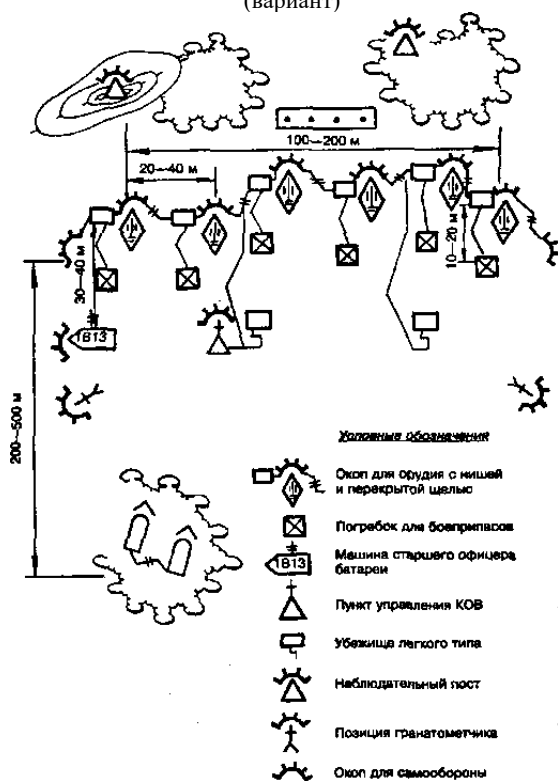 (вариант)
100—200 м
20—40 м
10—20 м
30—40 м
1В13
200—500 м
Условные обозначения
Окоп для орудия с нишей
и перекрытой щелью
Погребок для боеприпасов
1В13
Машина старшего офицера
батареи
Пункт управления КОВ
Убежище легкого типа
Наблюдательный пост
Позиция гранатометчика
Окоп для самообороны